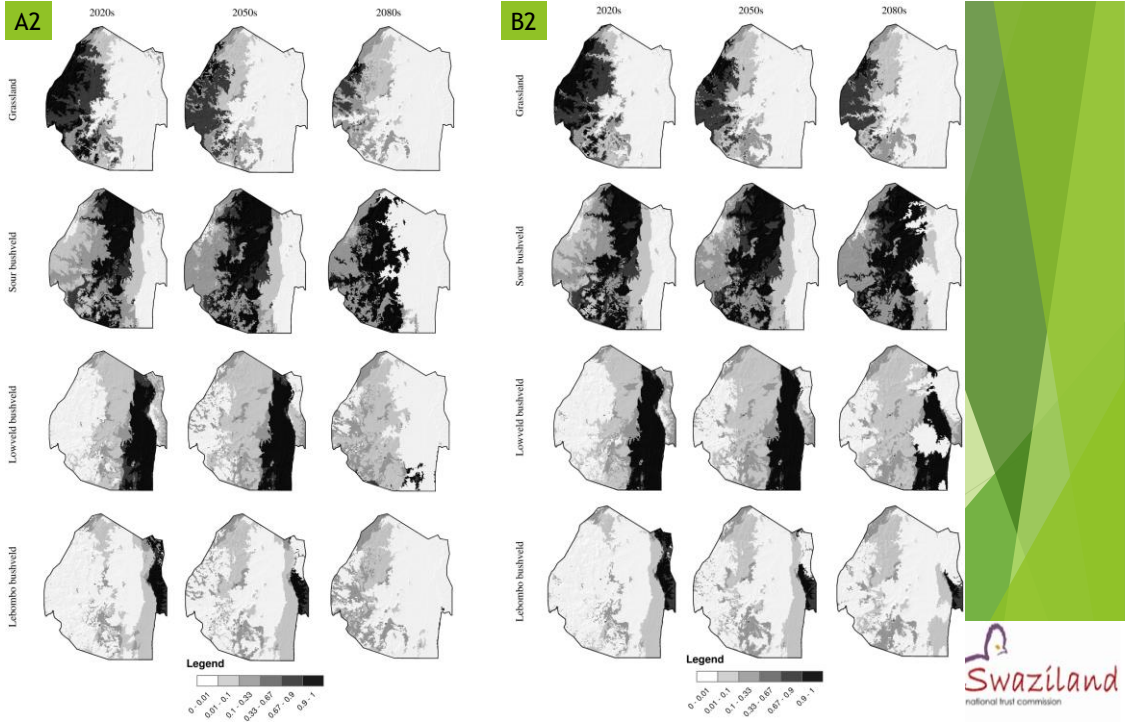 A2
2020s 2050s 2080s
Grassland
Sour bushveld
Lowveld bushveld
Lebombo bushveld
Legend
0 - 0.01
0.01 - 0.1
0.1 - 0.33
0.33 - 0.67
0.67 - 0.9
0.9 - 1
B2
2020s 2050s 2080s
Grassland
Sour bushveld
Lowveld bushveld
Lebombo bushveld
Legend
0 - 0.01
0.01 - 0.1
0.1 - 0.33
0.33 - 0.67
0.67 - 0.9
0.9 - 1
Swaziland
national trust commission